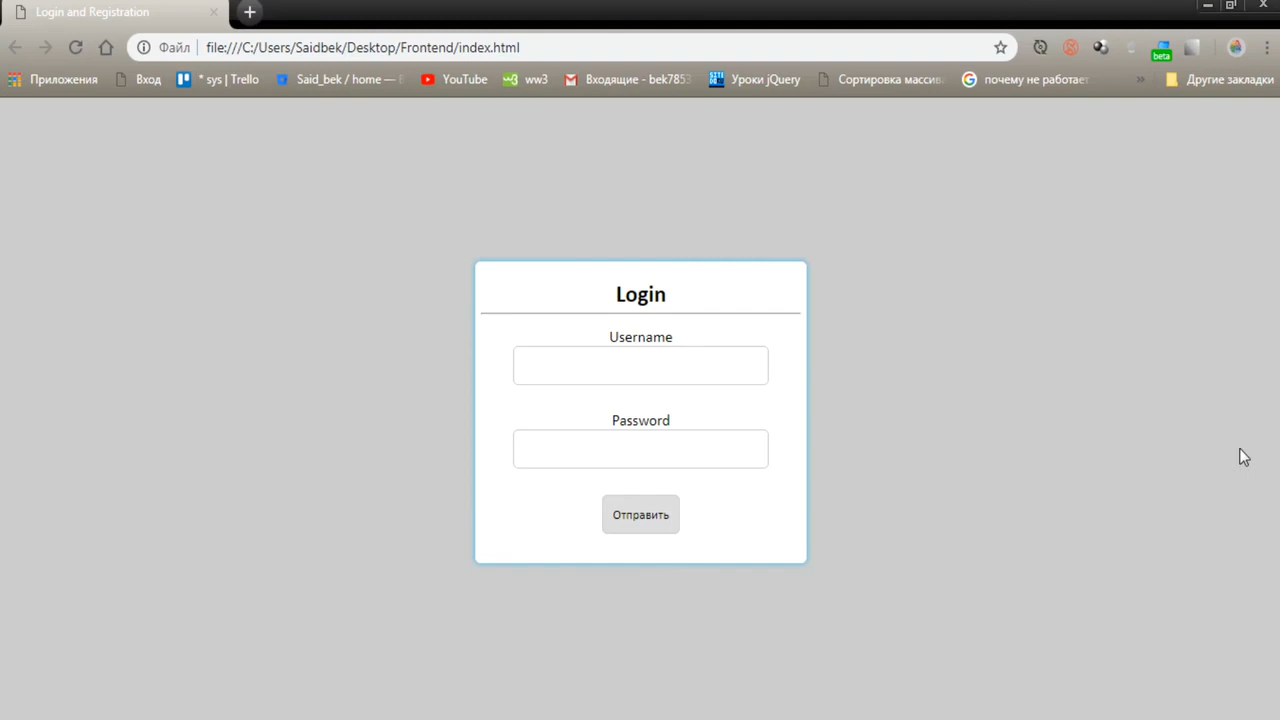 Login and Registration
Файл file:///C:/Users/Saidbek/Desktop/Frontend/index.html
beta
Приложения Вход * sys | Trello Said_bek / home — YouTube ww3 Входящие - bek7853 Уроки jQuery Сортировка массив почему не работает » Другие закладки
Login
Username
Password
Отправить